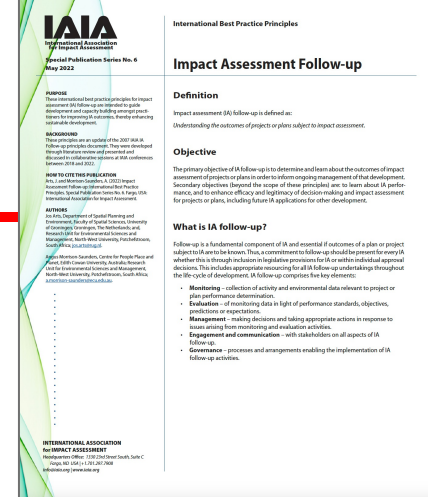 IAIA
International Association
for Impact Assessment
Special Publication Series No. 6
May 2022
PURPOSE
These international best practice principles for impact
assessment (IA) follow-up are intended to guide
development and capacity building amongst practi-
tioners for improving IA outcomes, thereby enhancing
sustainable development.
BACKGROUND
These principles are an update of the 2007 IAIA IA
Follow-up principles document. They were developed
through literature review and presented and
discussed in collaborative sessions at IAIA conferences
between 2018 and 2022.
HOW TO CITE THIS PUBLICATION
Arts, J. and Morrison-Saunders, A. (2022) Impact
Assessment Follow-up: International Best Practice
Principles. Special Publication Series No. 6. Fargo, USA:
International Association for Impact Assessment.
AUTHORS
Jos Arts, Department of Spatial Planning and
Environment, Faculty of Spatial Sciences, University
of Groningen, Groningen, The Netherlands; and,
Research Unit for Environmental Sciences and
Management, North-West University, Potchefstroom,
South Africa; jos.arts@rug.nl.
Angus Morrison-Saunders, Centre for People Place and
Planet, Edith Cowan University, Australia; Research
Unit for Environmental Sciences and Management,
North-West University, Potchefstroom, South Africa;
a.morrison-saunders@ecu.edu.au.
INTERNATIONAL ASSOCIATION
for IMPACT ASSESSMENT
Headquarters Office: 1330 23rd Street South, Suite C
Fargo, ND USA | +1.701.297.7908
info@iaia.org | www.iaia.org
International Best Practice Principles
Impact Assessment Follow-up
Definition
Impact assessment (IA) follow-up is defined as:
Understanding the outcomes of projects or plans subject to impact assessment.
Objective
The primary objective of IA follow-up is to determine and learn about the outcomes of impact
assessment of projects or plans in order to inform ongoing management of that development.
Secondary objectives (beyond the scope of these principles) are to learn about IA perfor-
mance, and to enhance efficacy and legitimacy of decision-making and impact assessment
for projects or plans, including future IA applications for other development.
What is IA follow-up?
Follow-up is a fundamental component of IA and essential if outcomes of a plan or project
subject to IA are to be known. Thus, a commitment to follow-up should be present for every IA
whether this is through inclusion in legislative provisions for IA or within individual approval
decisions. This includes appropriate resourcing for all IA follow-up undertakings throughout
the life-cycle of development. IA follow-up comprises five key elements:
• Monitoring – collection of activity and environmental data relevant to project or
plan performance determination.
• Evaluation – of monitoring data in light of performance standards, objectives,
predictions or expectations.
• Management – making decisions and taking appropriate actions in response to
issues arising from monitoring and evaluation activities.
• Engagement and communication – with stakeholders on all aspects of IA
follow-up.
• Governance – processes and arrangements enabling the implementation of IA
follow-up activities.